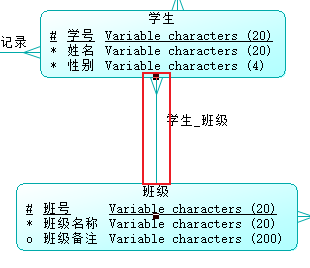 学生
记录
# 学号 Variable characters (20)
* 姓名 Variable characters (20)
* 性别 Variable characters (4)
学生_班级
班级
# 班号 Variable characters (20)
* 班级名称 Variable characters (20)
o 班级备注 Variable characters (200)